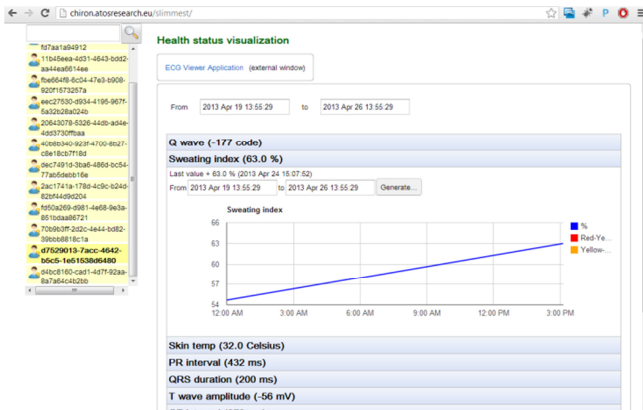 chiron.atosresearch.eu/slimmest/
fd7aa1a94912
11b45eea-4d31-4843-bdd2-
aa44ea6614ee
fbe664f8-6c04-47e3-b908-
920f1573257a
eec27530-d934-4195-967f-
5a32b28a024b
20643078-5326-44db-ad4e-
4dd3730ffbaa
40b8b340-923f-4700-8b27-
c8e18cb7f18d
dec7491d-3ba6-486d-bc54-
77ab5debb16e
2ac1741a-178d-4c9c-b24d-
82bf44d9d204
fd50a269-d981-4e68-9e3a-
851bdaa86721
70b9b3ff-2d2c-4e44-bd82-
39bbb8818c1a
d7529013-7acc-4642-
b5c5-1e51538d6480
d4bc8160-cad1-4d7f-92aa-
8a7a64c4b2bb
Health status visualization
ECG Viewer Application (external window)
From 2013 Apr 19 13:55:29 to 2013 Apr 26 13:55:29
Q wave (-177 code)
Sweating index (63.0 %)
Last value + 63.0 % (2013 Apr 24 15:07:52)
From 2013 Apr 19 13:55:29 to 2013 Apr 26 13:55:29 Generate...
Sweating index
66
63
60
57
54
12:00 AM 3:00 AM 6:00 AM 9:00 AM 12:00 PM 3:00 PM
%
Red-Ye...
Yellow-...
Skin temp (32.0 Celsius)
PR interval (432 ms)
QRS duration (200 ms)
T wave amplitude (-56 mV)